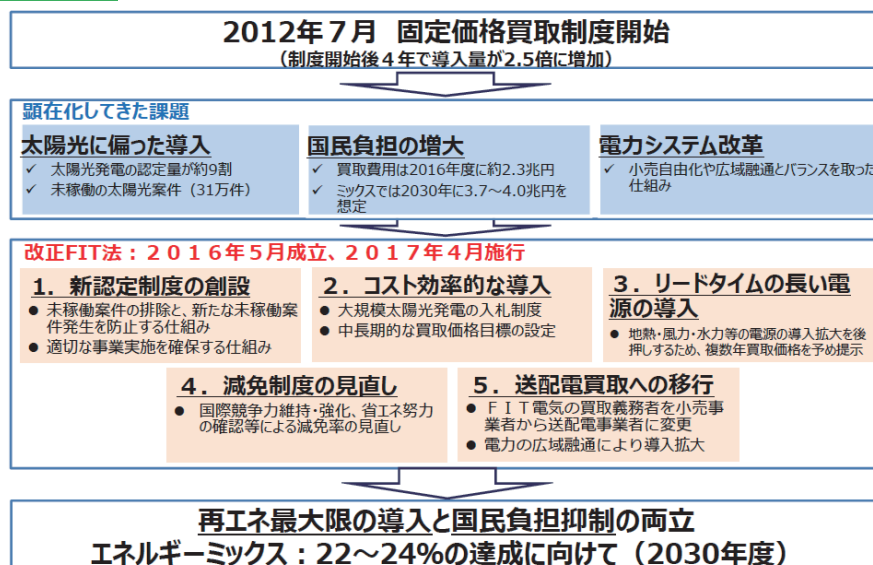 2012年７月 固定価格買取制度開始
（制度開始後４年で導入量が2.5倍に増加）
顕在化してきた課題
太陽光に偏った導入
✓ 太陽光発電の認定量が約9割
✓ 未稼働の太陽光案件（31万件）
国民負担の増大
✓ 買取費用は2016年度に約2.3兆円
✓ ミックスでは2030年に3.7～4.0兆円を
想定
電力システム改革
✓ 小売自由化や広域融通とバランスを取った
仕組み
改正FIT法：２０１６年５月成立、２０１７年４月施行
１．新認定制度の創設
● 未稼働案件の排除と、新たな未稼働案
件発生を防止する仕組み
● 適切な事業実施を確保する仕組み
２．コスト効率的な導入
● 大規模太陽光発電の入札制度
● 中長期的な買取価格目標の設定
３．リードタイムの長い電
源の導入
● 地熱・風力・水力等の電源の導入拡大を後
押しするため、複数年買取価格を予め提示
４．減免制度の見直し
● 国際競争力維持・強化、省エネ努力
の確認等による減免率の見直し
５．送配電買取への移行
● ＦＩＴ電気の買取義務者を小売事
業者から送配電事業者に変更
● 電力の広域融通により導入拡大
再エネ最大限の導入と国民負担抑制の両立
エネルギーミックス：22～24%の達成に向けて（2030年度）